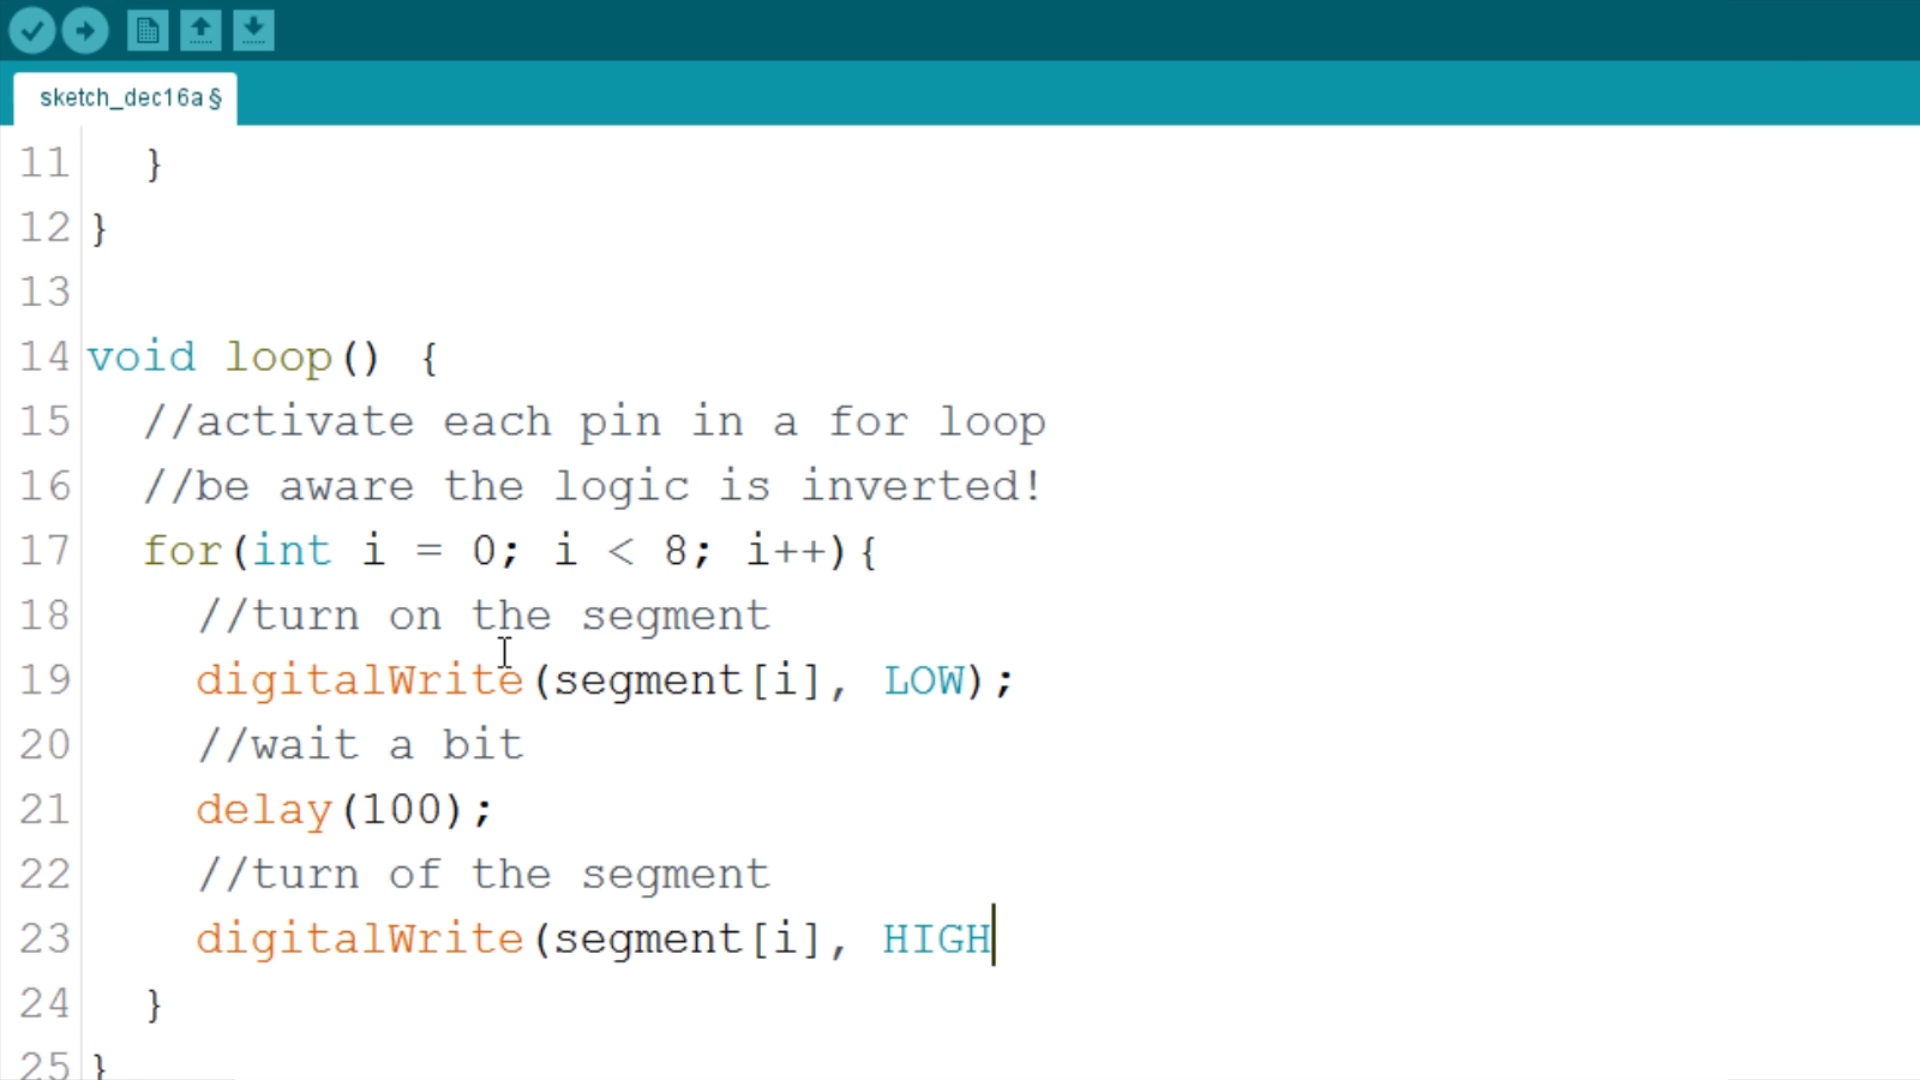 sketch_dec16a §
11 }
12 }
13
14 void loop() {
15 //activate each pin in a for loop
16 //be aware the logic is inverted!
17 for(int i = 0; i < 8; i++){
18 //turn on the segment
19 digitalWrite(segment[i], LOW);
20 //wait a bit
21 delay(100);
22 //turn of the segment
23 digitalWrite(segment[i], HIGH
24 }
25 }